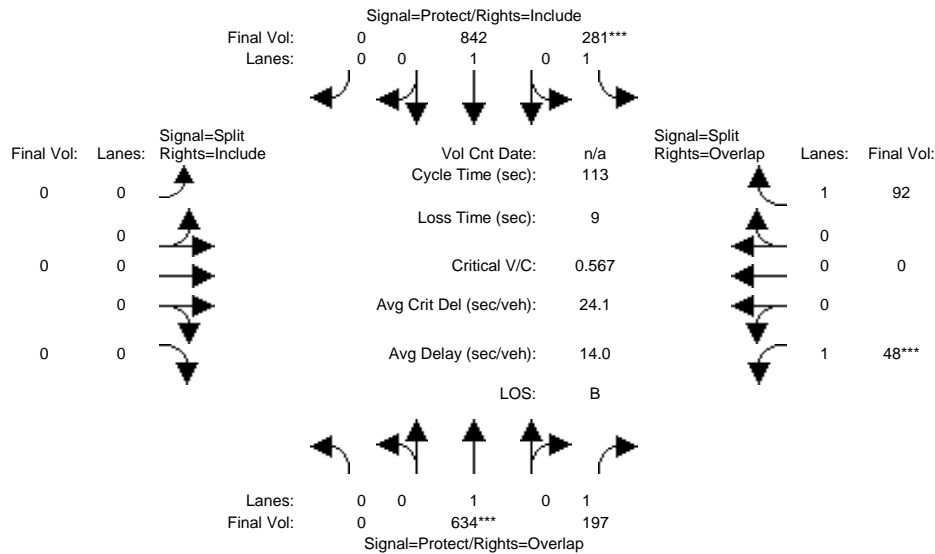 Signal=Protect/Rights=Include
Final Vol: 0 842 281***
Lanes: 0 0 1 0 1
Signal=Split
Final Vol: Lanes: Rights=Include
Vol Cnt Date: n/a
Signal=Split
Rights=Overlap Lanes: Final Vol:
Cycle Time (sec): 113
0 0
1 92
Loss Time (sec): 9
0
0
0 0
Critical V/C: 0.567
0 0
0
Avg Crit Del (sec/veh): 24.1
0
0 0
Avg Delay (sec/veh): 14.0
1 48***
LOS: B
Lanes: 0 0 1 0 1
Final Vol: 0 634*** 197
Signal=Protect/Rights=Overlap